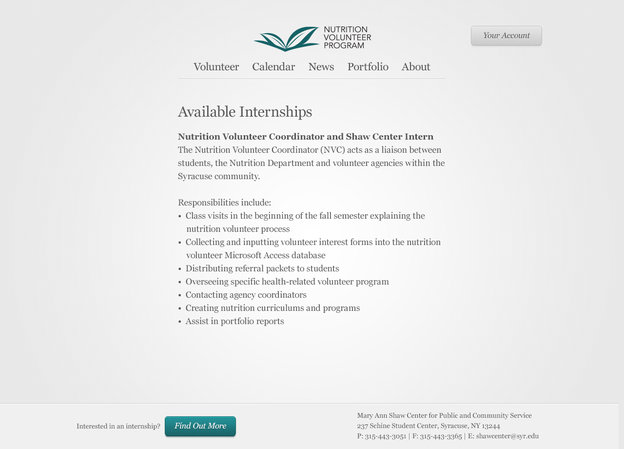 NUTRITION
VOLUNTEER
PROGRAM
Your Account
Volunteer Calendar News Portfolio About
Available Internships
Nutrition Volunteer Coordinator and Shaw Center Intern
The Nutrition Volunteer Coordinator (NVC) acts as a liaison between
students, the Nutrition Department and volunteer agencies within the
Syracuse community.
Responsibilities include:
• Class visits in the beginning of the fall semester explaining the
nutrition volunteer process
• Collecting and inputting volunteer interest forms into the nutrition
volunteer Microsoft Access database
• Distributing referral packets to students
• Overseeing specific health-related volunteer program
• Contacting agency coordinators
• Creating nutrition curriculums and programs
• Assist in portfolio reports
Interested in an internship? Find Out More
Mary Ann Shaw Center for Public and Community Service
237 Schine Student Center, Syracuse, NY 13244
P: 315-443-3051 | F: 315-443-3365 | E: shawcenter@syr.edu